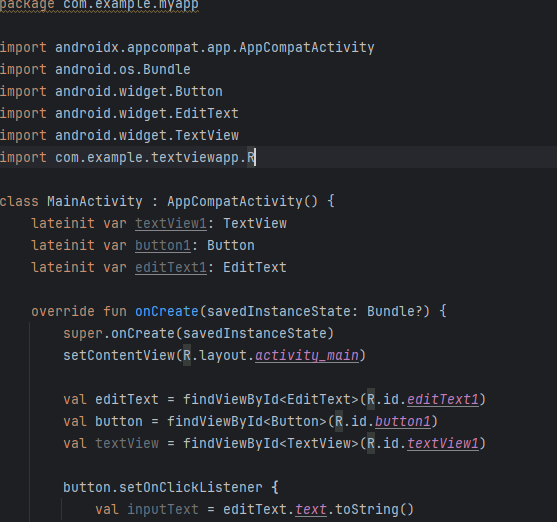 package com.example.myapp
import androidx.appcompat.app.AppCompatActivity
import android.os.Bundle
import android.widget.Button
import android.widget.EditText
import android.widget.TextView
import com.example.textviewapp.R
class MainActivity : AppCompatActivity() {
    lateinit var textView1: TextView
    lateinit var button1: Button
    lateinit var editText1: EditText
    override fun onCreate(savedInstanceState: Bundle?) {
        super.onCreate(savedInstanceState)
        setContentView(R.layout.activity_main)
        val editText = findViewById<EditText>(R.id.editText1)
        val button = findViewById<Button>(R.id.button1)
        val textView = findViewById<TextView>(R.id.textView1)
        button.setOnClickListener {
            val inputText = editText.text.toString()